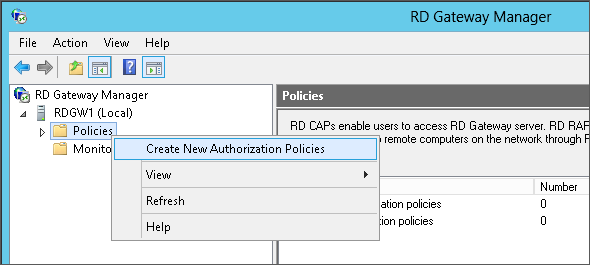 RD Gateway Manager
File Action View Help
RD Gateway Manager
RDGW1 (Local)
Policies
Monito
Create New Authorization Policies
View
Refresh
Help
Policies
RD CAPs enable users to access RD Gateway server. RD RAP
o remote computers on the network through F
Number
ation policies 0
ation policies 0